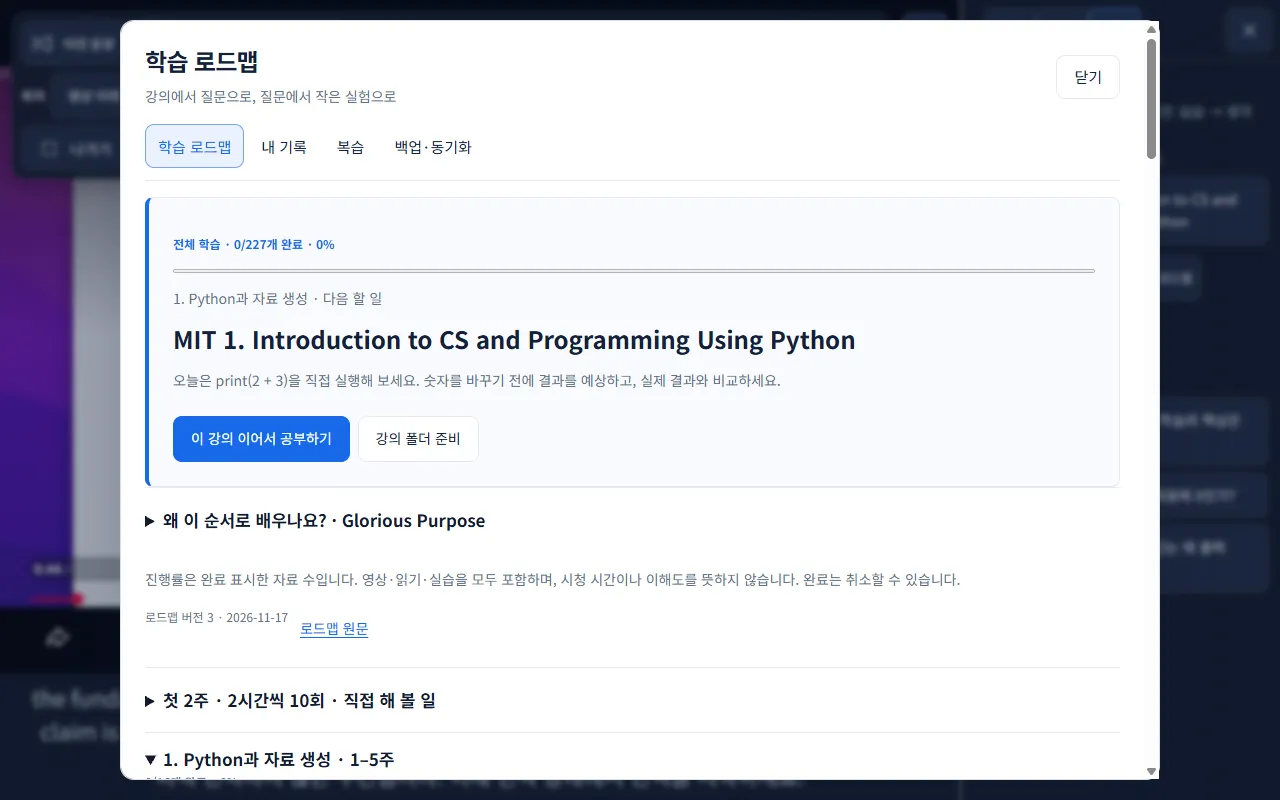 학습 로드맵
강의에서 질문으로, 질문에서 작은 실험으로
닫기
학습 로드맵
내 기록
복습
백업·동기화
전체 학습 · 0/227개 완료 · 0%
1. Python과 자료 생성 · 다음 할 일
MIT 1. Introduction to CS and Programming Using Python
오늘은 print(2 + 3)을 직접 실행해 보세요. 숫자를 바꾸기 전에 결과를 예상하고, 실제 결과와 비교하세요.
이 강의 이어서 공부하기
강의 폴더 준비
▶ 왜 이 순서로 배우나요? · Glorious Purpose
진행률은 완료 표시한 자료 수입니다. 영상·읽기·실습을 모두 포함하며, 시청 시간이나 이해도를 뜻하지 않습니다. 완료는 취소할 수 있습니다.
로드맵 버전 3 · 2026-11-17
로드맵 원문
▶ 첫 2주 · 2시간씩 10회 · 직접 해 볼 일
▼ 1. Python과 자료 생성 · 1–5주
the fund
claim is